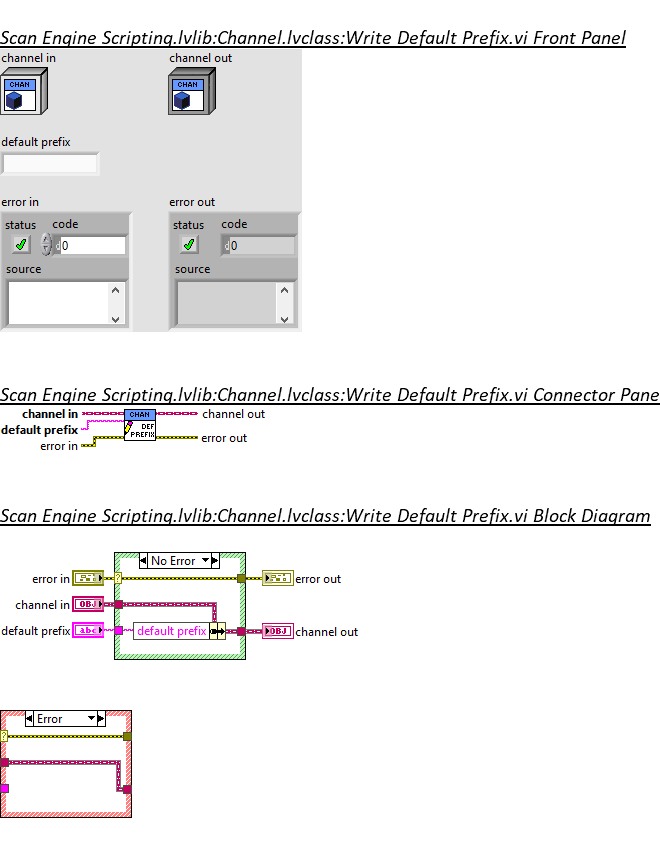 Scan Engine Scripting.lvlib:Channel.lvclass:Write Default Prefix.vi Front Panel
channel in channel out
CHAN CHAN
default prefix
error in error out
status code status code
d 0 d 0
source source
Scan Engine Scripting.lvlib:Channel.lvclass:Write Default Prefix.vi Connector Pane
channel in CHAN channel out
default prefix DEF
PREFIX error out
error in
Scan Engine Scripting.lvlib:Channel.lvclass:Write Default Prefix.vi Block Diagram
No Error
error in ? error out
channel in OBJ
default prefix abc default prefix OBJ channel out
Error
?